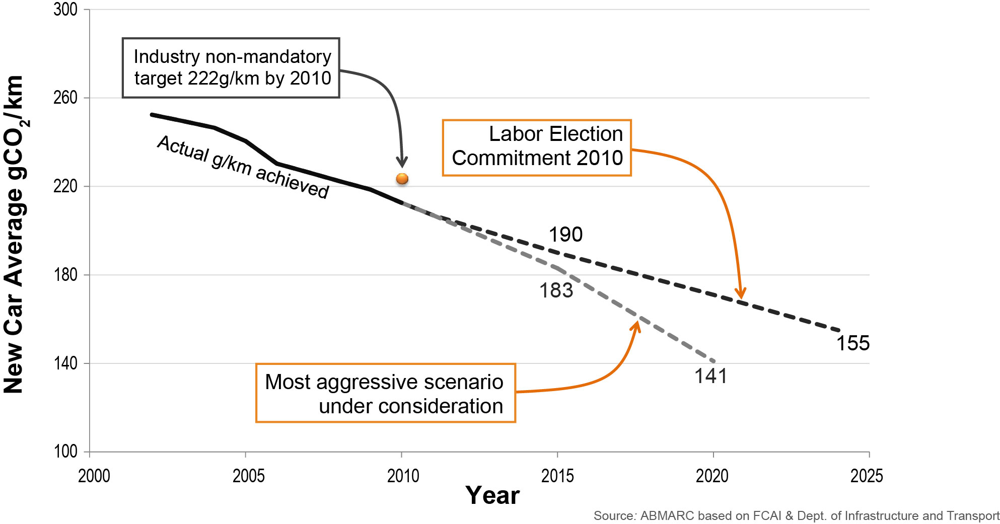 300
260
220
180
140
100
New Car Average gCO2/km
Industry non-mandatory
target 222g/km by 2010
Actual g/km achieved
Labor Election
Commitment 2010
190
183
155
141
Most aggressive scenario
under consideration
2000 2005 2010 2015 2020 2025
Year
Source: ABMARC based on FCAI & Dept. of Infrastructure and Transport